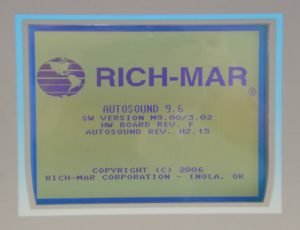 RICH-MAR®
AUTOSOUND 9.6
SW VERSION M9.00/3.02
HW BOARD REV. F
AUTOSOUND REV. H2.15
COPYRIGHT (C) 2006
RICH-MAR CORPORATION - INOLA, OK